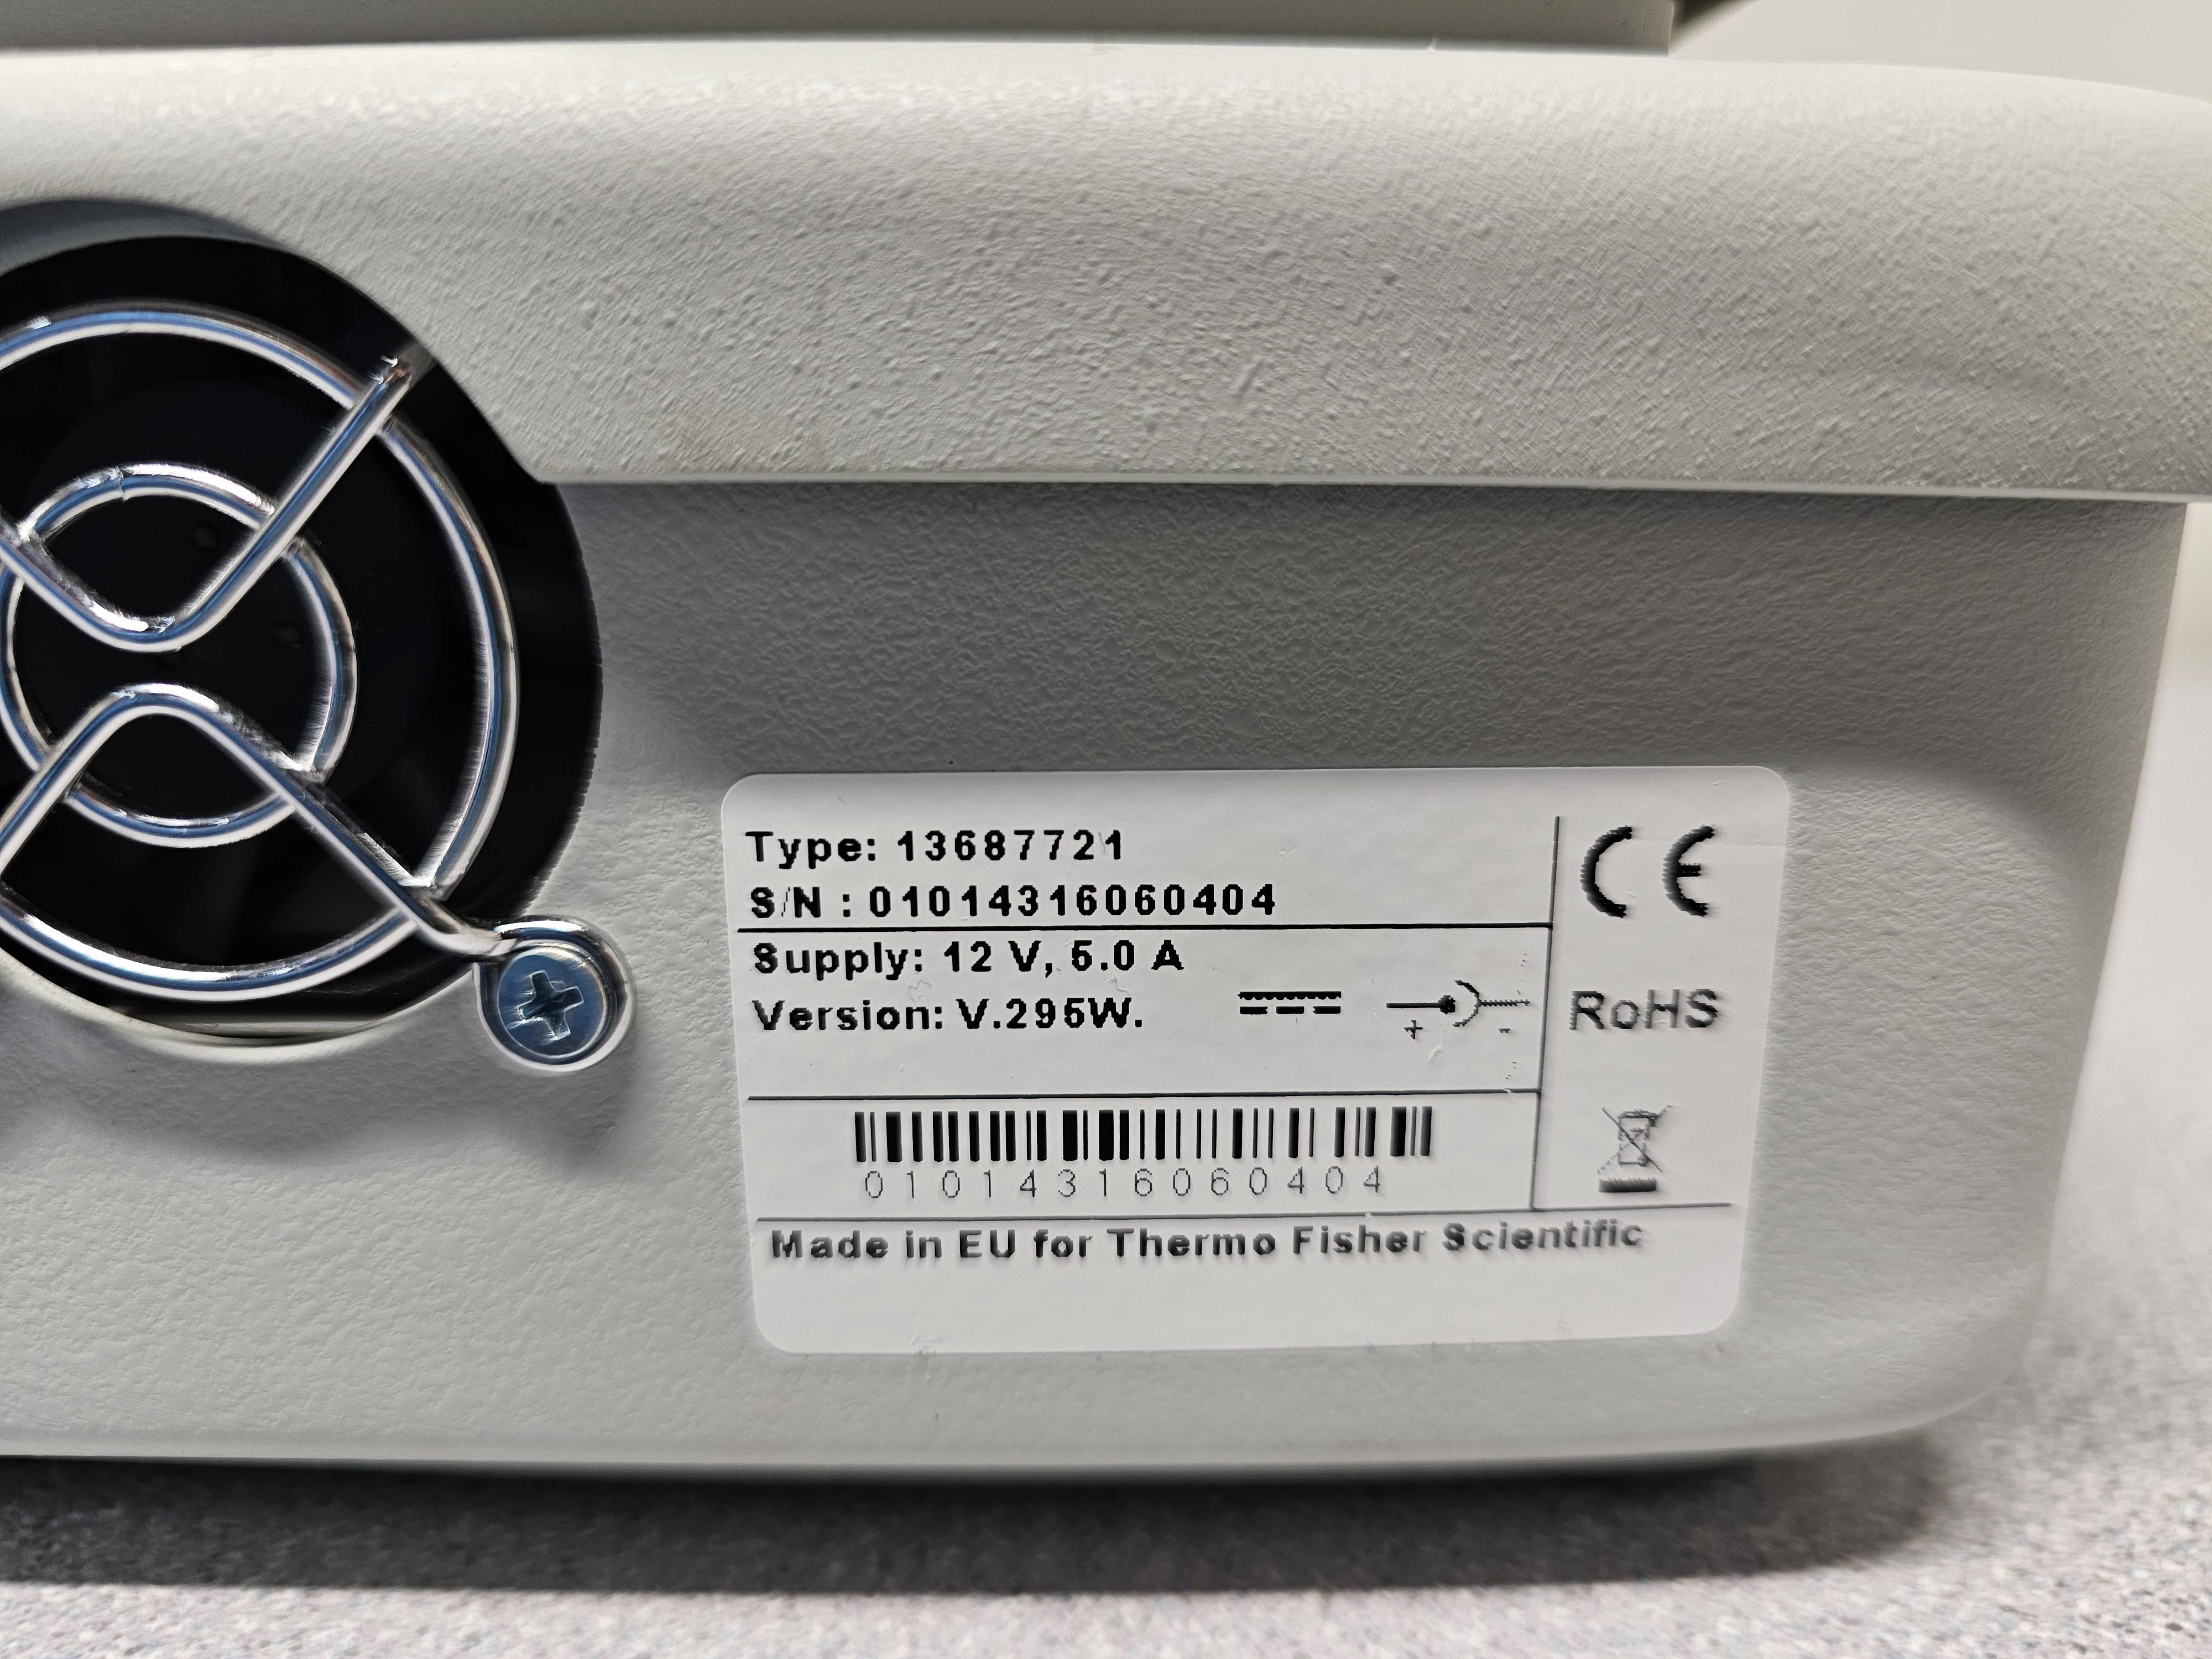 Type: 13687721
S/N : 01014316060404
Supply: 12 V, 5.0 A
Version: V.295W.
+ -
01014316060404
Made in EU for Thermo Fisher Scientific
CE
RoHS